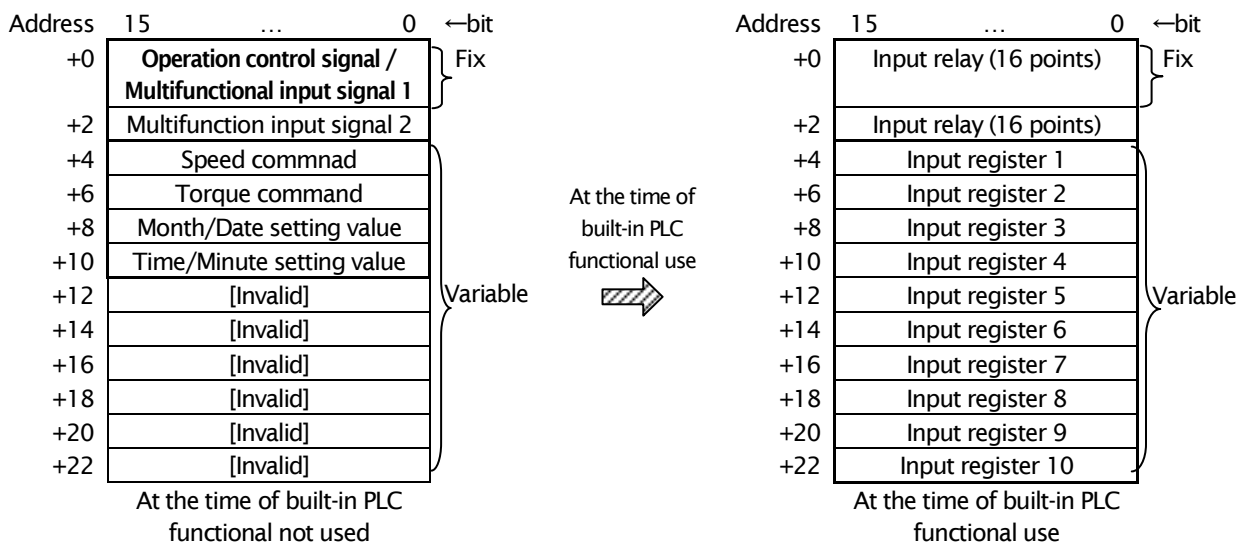 Address 15 … 0 ←bit
+0 Operation control signal / Fix
Multifunctional input signal 1
+2 Multifunction input signal 2
+4 Speed commnad
+6 Torque command
+8 Month/Date setting value
+10 Time/Minute setting value
+12 [Invalid] Variable
+14 [Invalid]
+16 [Invalid]
+18 [Invalid]
+20 [Invalid]
+22 [Invalid]
At the time of built-in PLC
functional not used
At the time of
built-in PLC
functional use
Address 15 … 0 ←bit
+0 Input relay (16 points) Fix
+2 Input relay (16 points)
+4 Input register 1
+6 Input register 2
+8 Input register 3
+10 Input register 4
+12 Input register 5 Variable
+14 Input register 6
+16 Input register 7
+18 Input register 8
+20 Input register 9
+22 Input register 10
At the time of built-in PLC
functional use